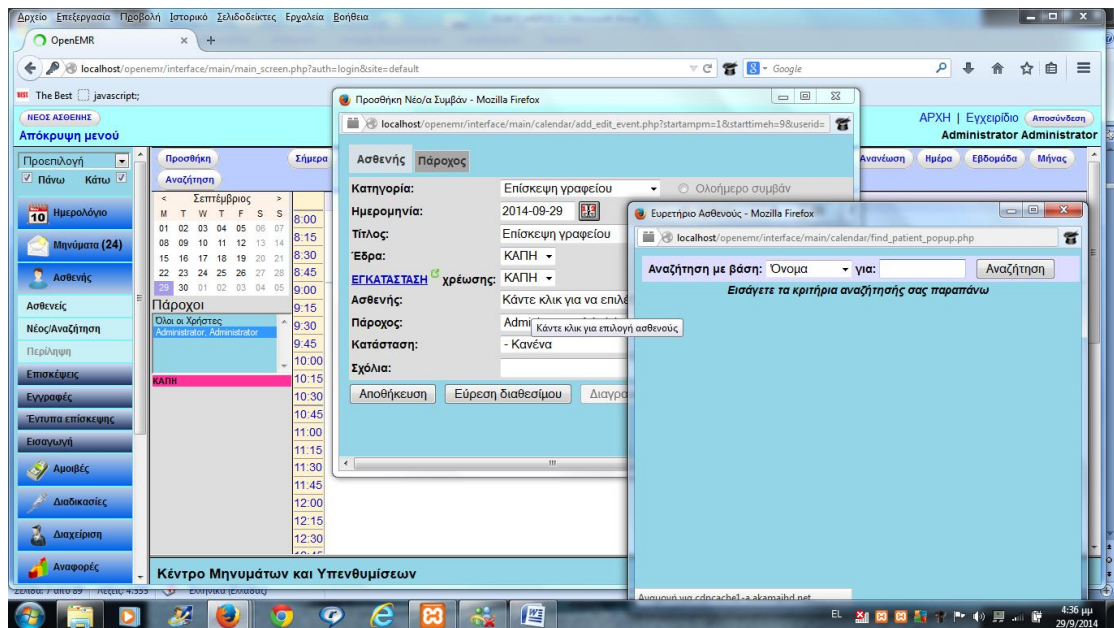 Αρχείο Επεξεργασία Προβολή Ιστορικό Σελιδοδείκτες Εργαλεία Βοήθεια
OpenEMR
localhost/openemr/interface/main/main_screen.php?auth=login&site=default
Google
The Best javascript:;
ΝΕΟΣ ΑΣΘΕΝΗΣ
Απόκρυψη μενού
ΑΡΧΗ | Εγχειρίδιο Αποσύνδεση
Administrator Administrator
Προεπιλογή
Πάνω Κάτω
Ημερολόγιο
Μηνύματα (24)
Ασθενής
Ασθενείς
Νέος/Αναζήτηση
Περίληψη
Επισκέψεις
Εγγραφές
Έντυπα επίσκεψης
Εισαγωγή
Αμοιβές
Διαδικασίες
Διαχείριση
Αναφορές
Προσθήκη
Αναζήτηση
Σήμερα
Ανανέωση Ημέρα Εβδομάδα Μήνας
< Σεπτέμβριος >
M T W T F S S
01 02 03 04 05 06 07
08 09 10 11 12 13 14
15 16 17 18 19 20 21
22 23 24 25 26 27 28
29 30 01 02 03 04 05
Πάροχοι
Όλοι οι Χρήστες
Administrator, Administrator
ΚΑΠΗ
8:00
8:15
8:30
8:45
9:00
9:15
9:30
9:45
10:00
10:15
10:30
10:45
11:00
11:15
11:30
11:45
12:00
12:15
12:30
Προσθήκη Νέο/α Συμβάν - Mozilla Firefox
localhost/openemr/interface/main/calendar/add_edit_event.php?startampm=1&starttimeh=9&userid=
Ασθενής Πάροχος
Κατηγορία: Επίσκεψη γραφείου Ολοήμερο συμβάν
Ημερομηνία: 2014-09-29
Τίτλος: Επίσκεψη γραφείου
Έδρα: ΚΑΠΗ
ΕΓΚΑΤΑΣΤΑΣΗ χρέωσης: ΚΑΠΗ
Ασθενής: Κάντε κλικ για να επιλέ
Πάροχος: Admi
Κάντε κλικ για επιλογή ασθενούς
Κατάσταση: - Κανένα
Σχόλια:
Αποθήκευση Εύρεση διαθεσίμου Διαγρα
Ευρετήριο Ασθενούς - Mozilla Firefox
localhost/openemr/interface/main/calendar/find_patient_popup.php
Αναζήτηση με βάση: Όνομα για: Αναζήτηση
Εισάγετε τα κριτήρια αναζήτησής σας παραπάνω
Κέντρο Μηνυμάτων και Υπενθυμίσεων
EL
4:36 μμ
29/9/2014